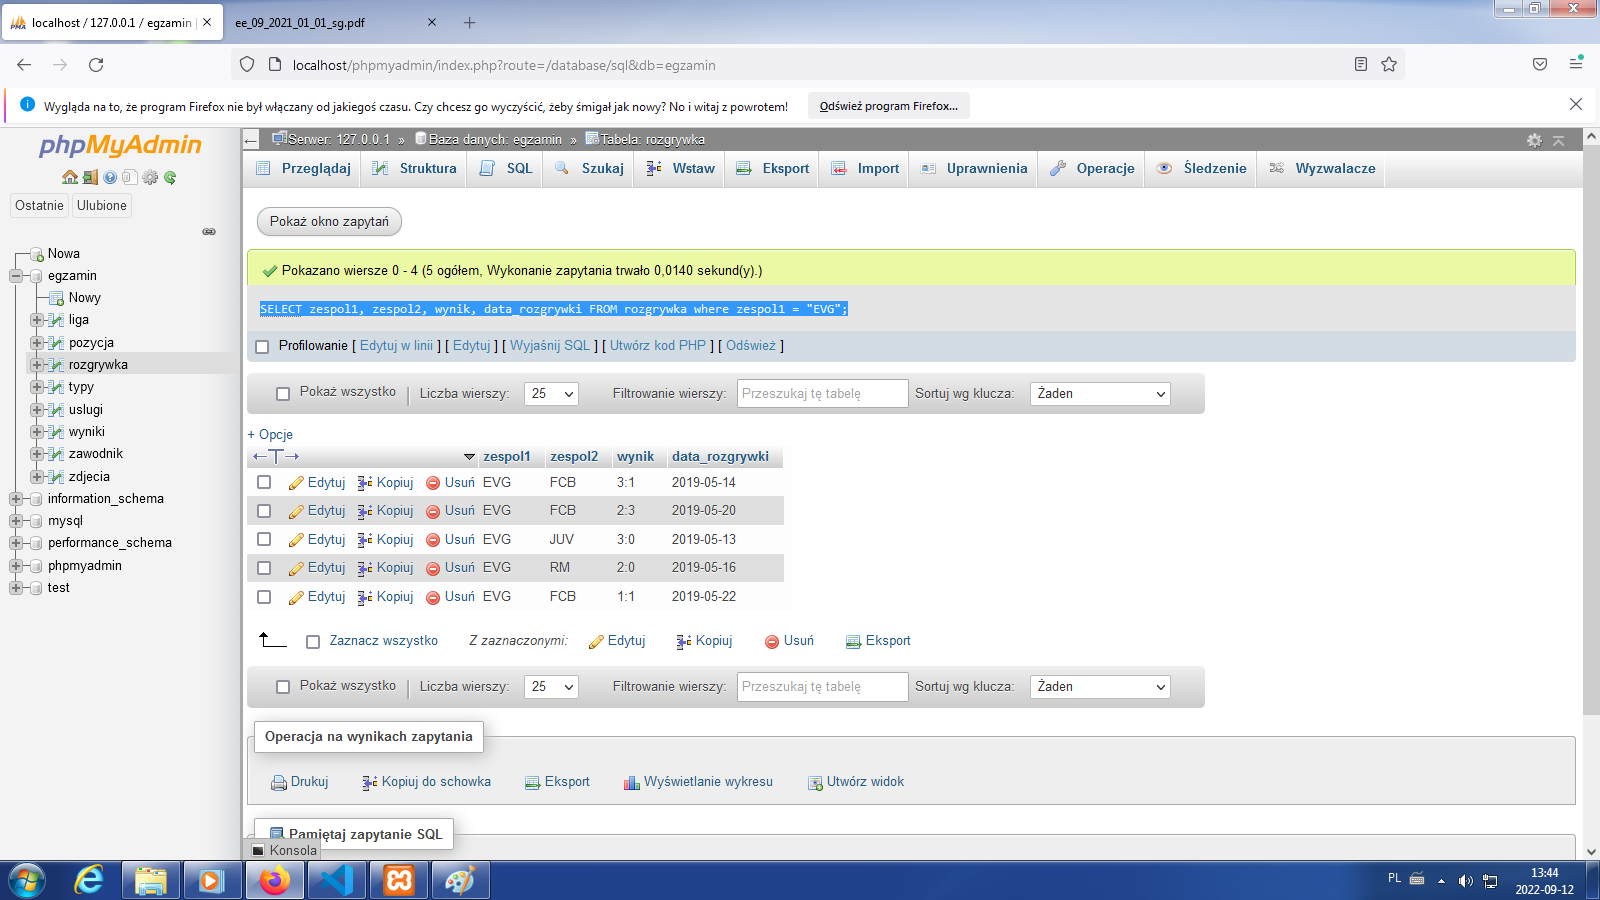 localhost / 127.0.0.1 / egzamin
ee_09_2021_01_01_sg.pdf
localhost/phpmyadmin/index.php?route=/database/sql&db=egzamin
Wygląda na to, że program Firefox nie był włączany od jakiegoś czasu. Czy chcesz go wyczyścić, żeby śmigał jak nowy? No i witaj z powrotem!
Odśwież program Firefox...
phpMyAdmin
Ostatnie
Ulubione
Nowa
egzamin
Nowy
liga
pozycja
rozgrywka
typy
uslugi
wyniki
zawodnik
zdjecia
information_schema
mysql
performance_schema
phpmyadmin
test
Serwer: 127.0.0.1 » Baza danych: egzamin » Tabela: rozgrywka
Przeglądaj Struktura SQL Szukaj Wstaw Eksport Import Uprawnienia Operacje Śledzenie Wyzwalacze
Pokaż okno zapytań
Pokazano wiersze 0 - 4 (5 ogółem, Wykonanie zapytania trwało 0,0140 sekund(y).)
SELECT zespol1, zespol2, wynik, data_rozgrywki FROM rozgrywka where zespol1 = "EVG";
Profilowanie [ Edytuj w linii ] [ Edytuj ] [ Wyjaśnij SQL ] [ Utwórz kod PHP ] [ Odśwież ]
Pokaż wszystko | Liczba wierszy: 25 Filtrowanie wierszy: Przeszukaj tę tabelę Sortuj wg klucza: Żaden
+ Opcje
zespol1 zespol2 wynik data_rozgrywki
Edytuj Kopiuj Usuń EVG FCB 3:1 2019-05-14
Edytuj Kopiuj Usuń EVG FCB 2:3 2019-05-20
Edytuj Kopiuj Usuń EVG JUV 3:0 2019-05-13
Edytuj Kopiuj Usuń EVG RM 2:0 2019-05-16
Edytuj Kopiuj Usuń EVG FCB 1:1 2019-05-22
Zaznacz wszystko Z zaznaczonymi: Edytuj Kopiuj Usuń Eksport
Pokaż wszystko | Liczba wierszy: 25 Filtrowanie wierszy: Przeszukaj tę tabelę Sortuj wg klucza: Żaden
Operacja na wynikach zapytania
Drukuj Kopiuj do schowka Eksport Wyświetlanie wykresu Utwórz widok
Pamiętaj zapytanie SQL
Konsola
PL
13:44
2022-09-12